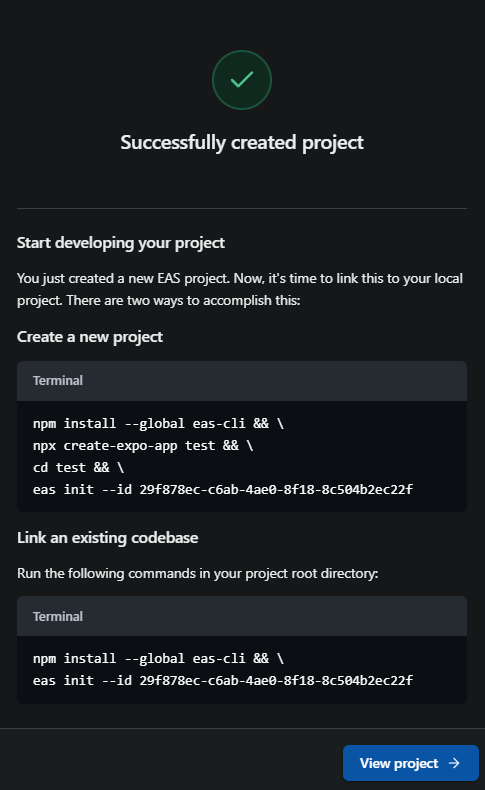 Successfully created project
Start developing your project
You just created a new EAS project. Now, it's time to link this to your local
project. There are two ways to accomplish this:
Create a new project
Terminal
npm install --global eas-cli && \
npx create-expo-app test && \
cd test && \
eas init --id 29f878ec-c6ab-4ae0-8f18-8c504b2ec22f
Link an existing codebase
Run the following commands in your project root directory:
Terminal
npm install --global eas-cli && \
eas init --id 29f878ec-c6ab-4ae0-8f18-8c504b2ec22f
View project →